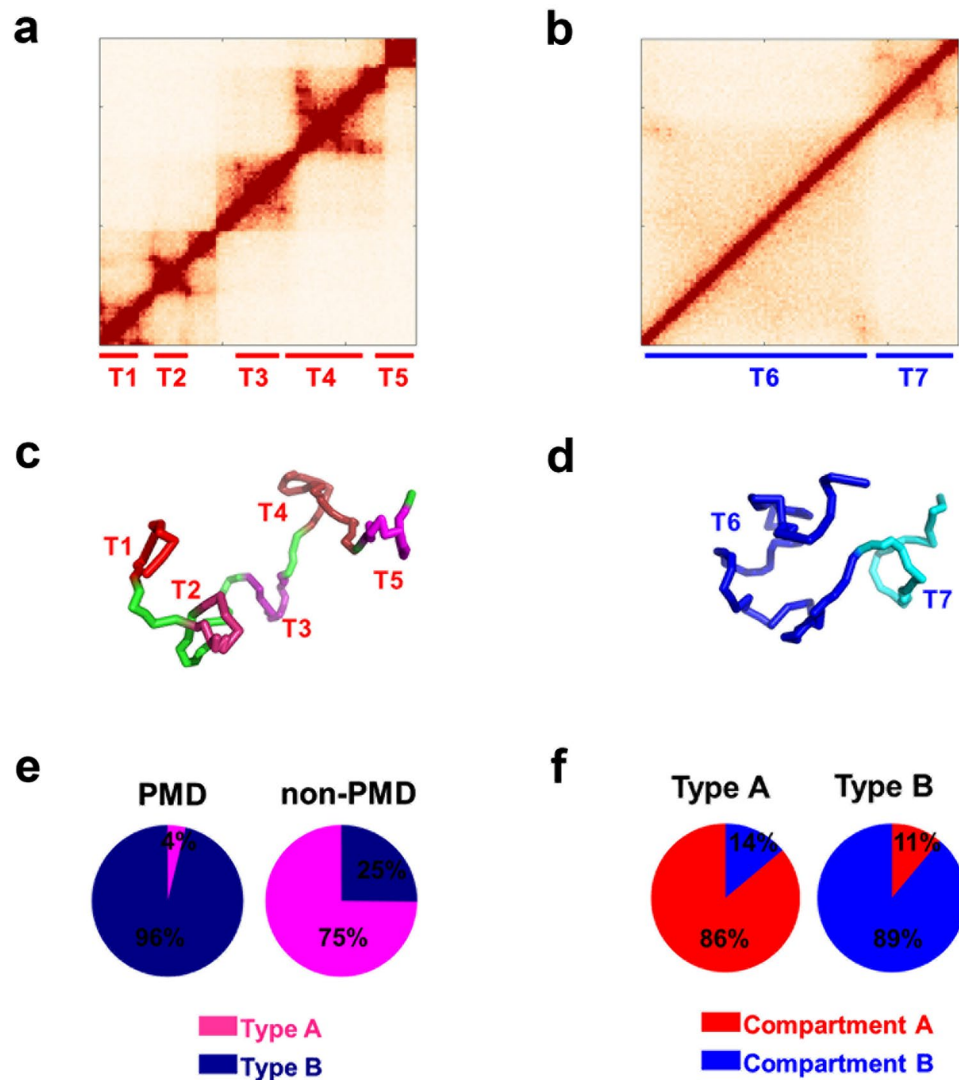 a
b
T1 T2 T3 T4 T5
T6 T7
c
d
T1 T2 T3 T4 T5
T6 T7
e
f
PMD non-PMD
Type A Type B
4% 25%
96% 75%
14% 11%
86% 89%
Type A
Type B
Compartment A
Compartment B